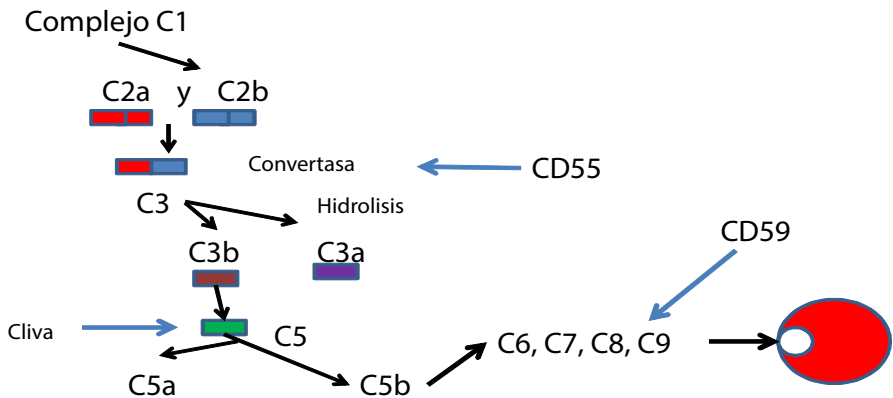 Complejo C1
C2a y C2b
Convertasa
CD55
C3
Hidrolisis
C3b
C3a
CD59
Cliva
C5
C6, C7, C8, C9
C5a
C5b